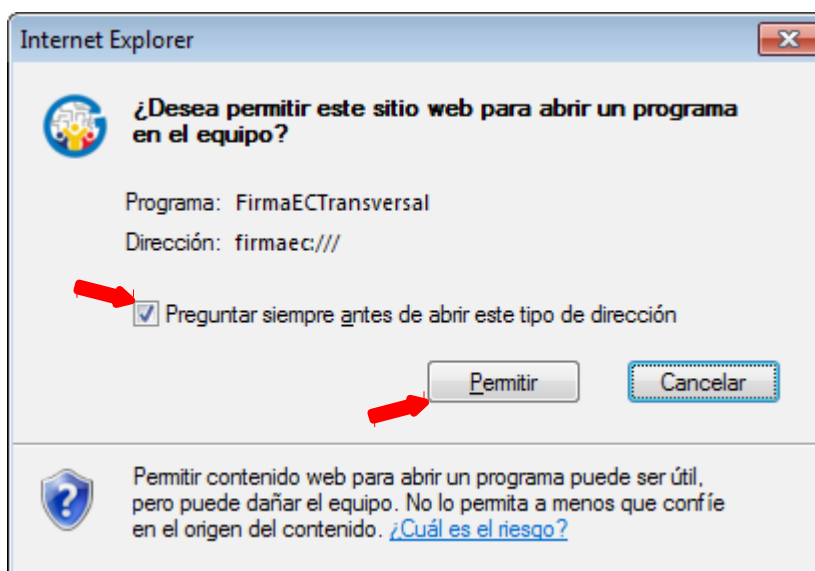 Internet Explorer
¿Desea permitir este sitio web para abrir un programa
en el equipo?
Programa: FirmaECTransversal
Dirección: firmaec:///
Preguntar siempre antes de abrir este tipo de dirección
Permitir Cancelar
Permitir contenido web para abrir un programa puede ser útil,
pero puede dañar el equipo. No lo permita a menos que confíe
en el origen del contenido. ¿Cuál es el riesgo?